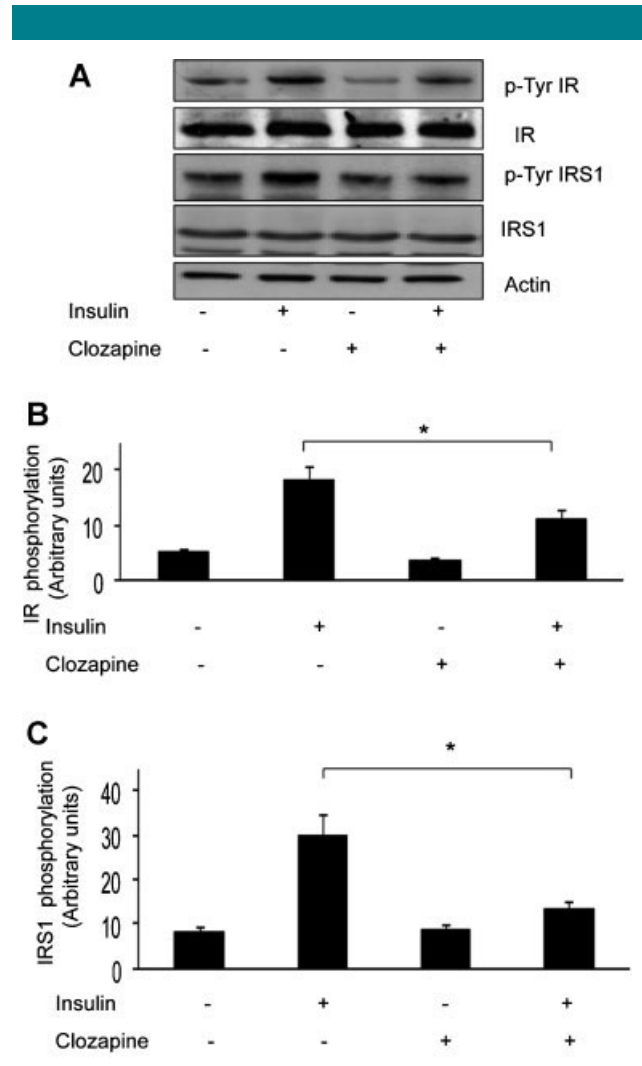 A
p-Tyr IR
IR
p-Tyr IRS1
IRS1
Actin
Insulin - + - +
Clozapine - - + +
B
*
IR phosphorylation
(Arbitrary units)
20
10
0
Insulin - + - +
Clozapine - - + +
C
*
IRS1 phosphorylation
(Arbitrary units)
40
30
20
10
0
Insulin - + - +
Clozapine - - + +